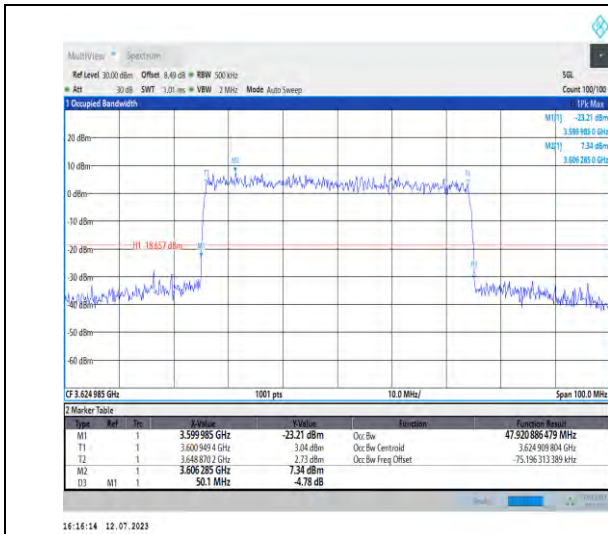 MultiView Spectrum
Ref Level 30.00 dBm Offset 8.49 dB RBW 500 kHz SGL
Att 30 dB SWT 1.01 ms VBW 2 MHz Mode Auto Sweep Count 100/100
1 Occupied Bandwidth 1Pk Max
M1[1] -23.21 dBm
3.599 985 0 GHz
20 dBm
M2[1] 7.34 dBm
3.606 285 0 GHz
10 dBm
M2
T1 T2
0 dBm
-10 dBm
H1 -18.657 dBm M1
-20 dBm
-30 dBm
-40 dBm
-50 dBm
-60 dBm
CF 3.624 985 GHz 1001 pts 10.0 MHz/ Span 100.0 MHz
2 Marker Table
Type Ref Trc X-Value Y-Value Function Function Result
M1 1 3.599 985 GHz -23.21 dBm Occ Bw 47.920 886 479 MHz
T1 1 3.600 949 4 GHz 3.04 dBm Occ Bw Centroid 3.624 909 804 GHz
T2 1 3.648 870 2 GHz 2.73 dBm Occ Bw Freq Offset -75.196 313 389 kHz
M2 1 3.606 285 GHz 7.34 dBm
D3 M1 1 50.1 MHz -4.78 dB
16:16:14 12.07.2023